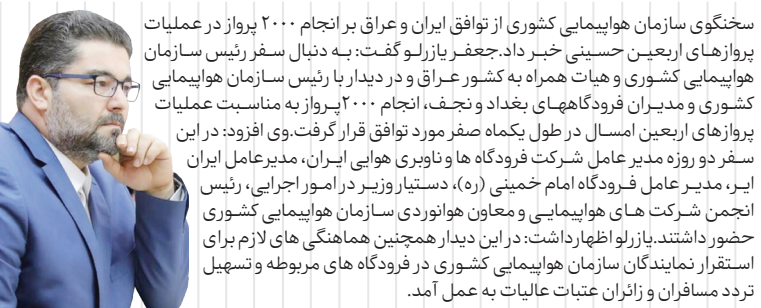 سخنگوی سازمان هواپیمایی کشوری از توافق ایران و عراق بر انجام ۲۰۰۰ پرواز در عملیات
پروازهای اربعین حسینی خبر داد.جعفر یازرلو گفت: به دنبال سفر رئیس سازمان
هواپیمایی کشوری و هیات همراه به کشور عراق و در دیدار با رئیس سازمان هواپیمایی
کشوری و مدیران فرودگاههای بغداد و نجف، انجام ۲۰۰۰پرواز به مناسبت عملیات
پروازهای اربعین امسال در طول یکماه صفر مورد توافق قرار گرفت.وی افزود: در این
سفر دو روزه مدیر عامل شرکت فرودگاه ها و ناوبری هوایی ایران، مدیرعامل ایران
ایر، مدیر عامل فرودگاه امام خمینی (ره)، دستیار وزیر در امور اجرایی، رئیس
انجمن شرکت های هواپیمایی و معاون هوانوردی سازمان هواپیمایی کشوری
حضور داشتند.یازرلو اظهارداشت: در این دیدار همچنین هماهنگی های لازم برای
استقرار نمایندگان سازمان هواپیمایی کشوری در فرودگاه های مربوطه و تسهیل
تردد مسافران و زائران عتبات عالیات به عمل آمد.